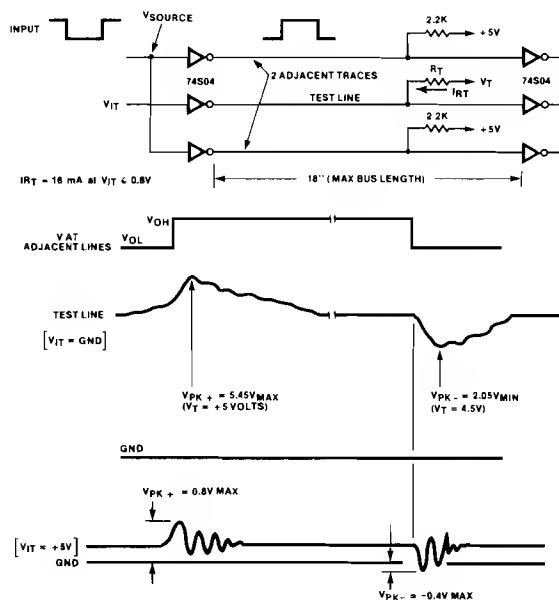 INPUT
VSOURCE
2.2K
+5V
74S04
2 ADJACENT TRACES
RT
VT
74S04
VIT
TEST LINE
IRT
2.2K
+5V
IRT = 16 mA at VIT ≤ 0.8V
18" (MAX BUS LENGTH)
VOH
V AT
ADJACENT LINES
VOL
TEST LINE
[VIT = GND]
VPK + = 5.45VMAX
(VT = +5 VOLTS)
VPK- = 2.05VMIN
(VT = 4.5V)
GND
VPK + = 0.8V MAX
[VIT = +5V]
GND
VPK- = -0.4V MAX